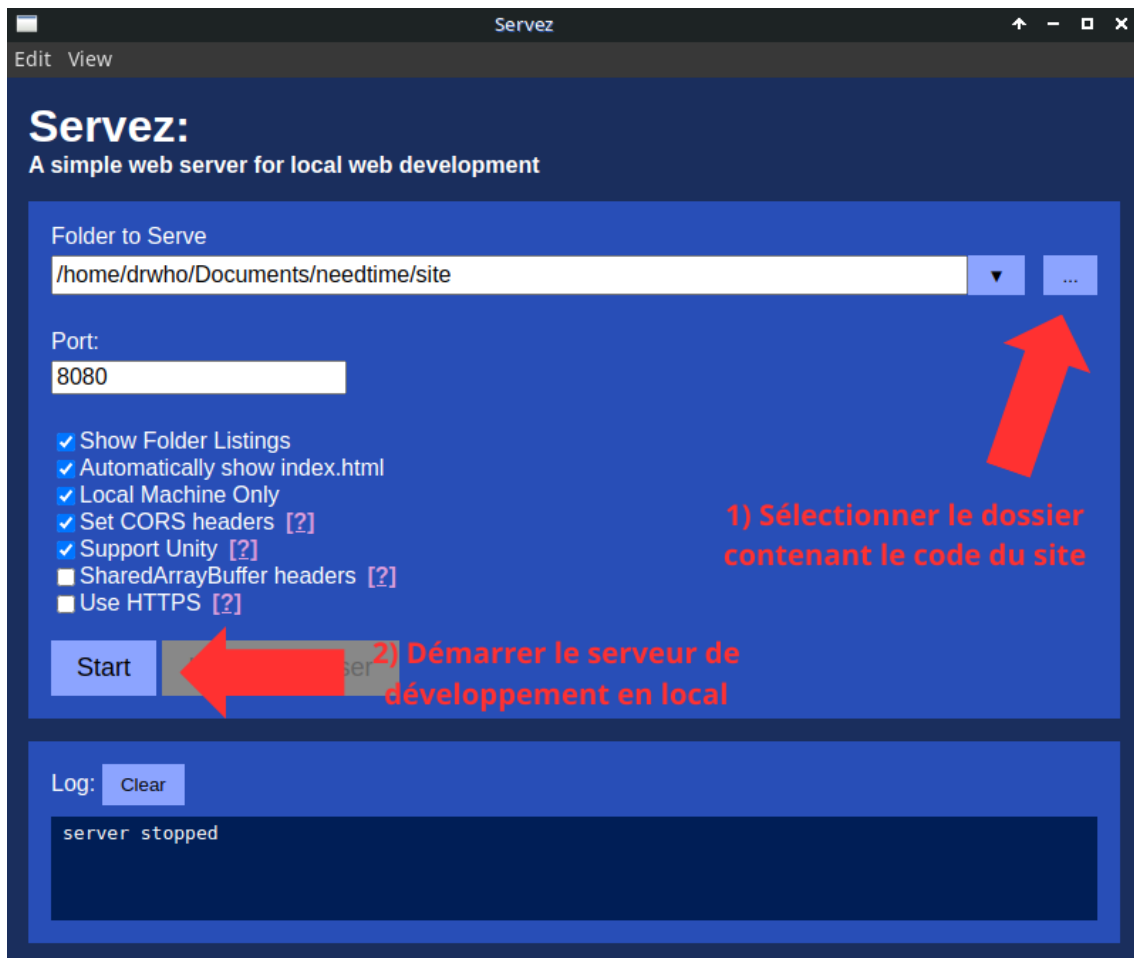 Servez
Edit View
Servez:
A simple web server for local web development
Folder to Serve
/home/drwho/Documents/needtime/site
▼ ...
Port:
8080
Show Folder Listings
Automatically show index.html
Local Machine Only
Set CORS headers [?]
Support Unity [?]
SharedArrayBuffer headers [?]
Use HTTPS [?]
1) Sélectionner le dossier
contenant le code du site
Start
2) Démarrer le serveur de
développement en local
Log: Clear
server stopped